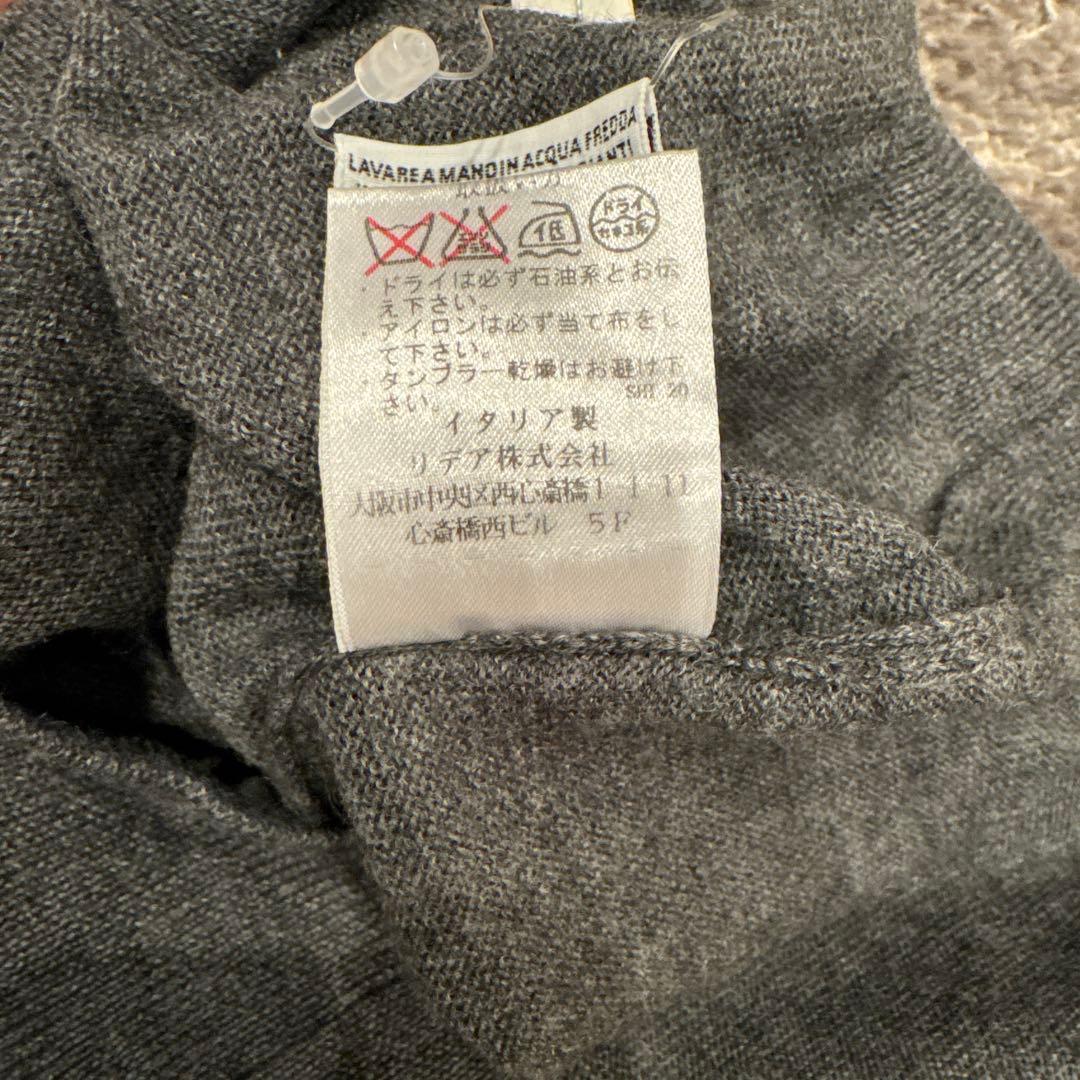 LAVARE A MANO IN ACQUA FREDDA
低
ドライ
セキユ系
・ドライは必ず石油系とお伝
え下さい。
・アイロンは必ず当て布をし
て下さい。
・タンブラー乾燥はお避け下
さい。
SHI 20
イタリア製
リデア株式会社
大阪市中央区西心斎橋1-1-11
心斎橋西ビル 5F